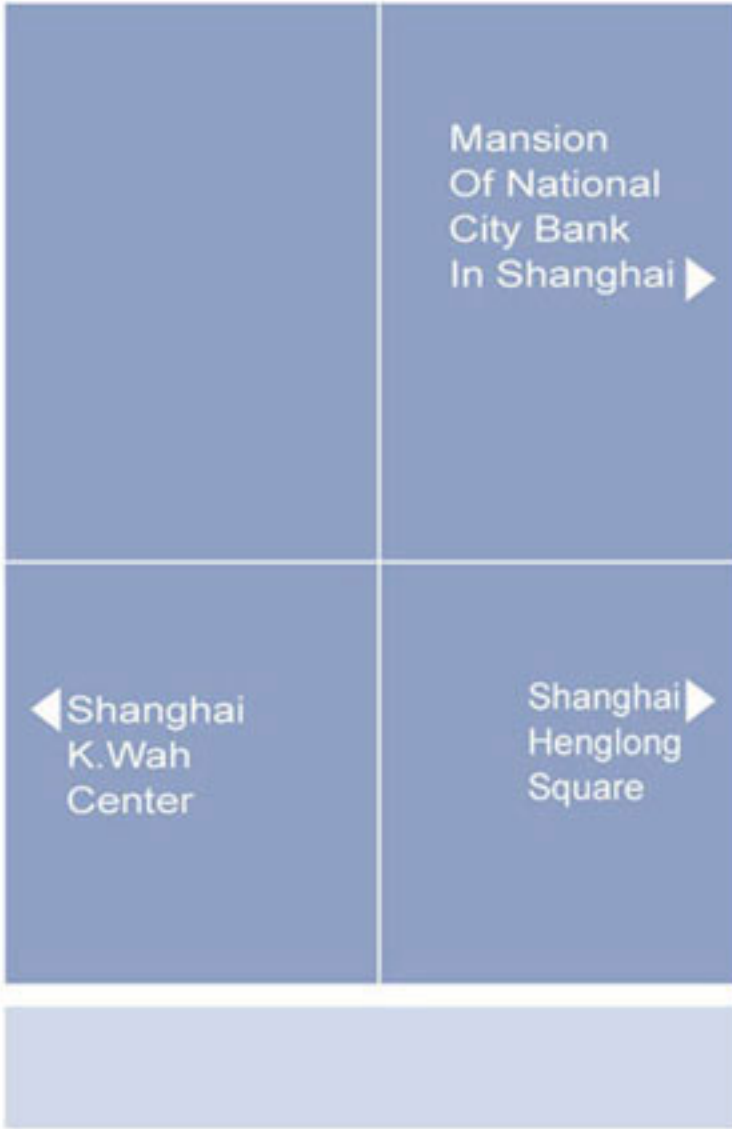 Mansion
Of National
City Bank
In Shanghai
Shanghai
K.Wah
Center
Shanghai
Henglong
Square